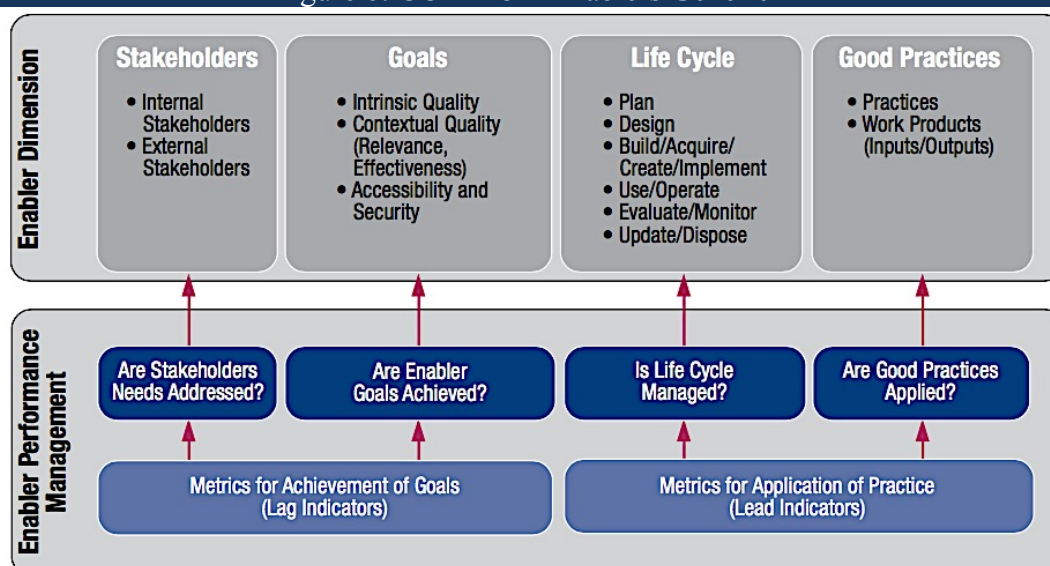 Enabler Dimension
Stakeholders
• Internal
Stakeholders
• External
Stakeholders
Goals
• Intrinsic Quality
• Contextual Quality
(Relevance,
Effectiveness)
• Accessibility and
Security
Life Cycle
• Plan
• Design
• Build/Acquire/
Create/Implement
• Use/Operate
• Evaluate/Monitor
• Update/Dispose
Good Practices
• Practices
• Work Products
(Inputs/Outputs)
Enabler Performance
Management
Are Stakeholders
Needs Addressed?
Are Enabler
Goals Achieved?
Is Life Cycle
Managed?
Are Good Practices
Applied?
Metrics for Achievement of Goals
(Lag Indicators)
Metrics for Application of Practice
(Lead Indicators)